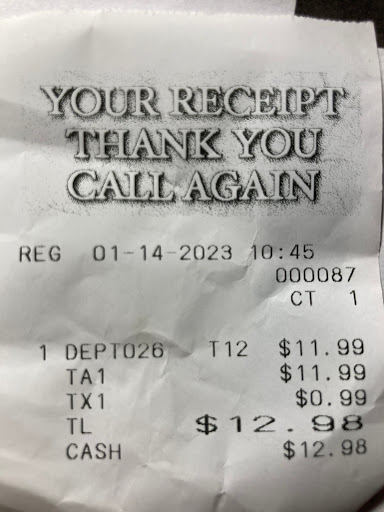 YOUR RECEIPT
THANK YOU
CALL AGAIN
REG 01-14-2023 10:45
000087
CT 1
1 DEPT026 T12 $11.99
TA1 $11.99
TX1 $0.99
TL $12.98
CASH $12.98